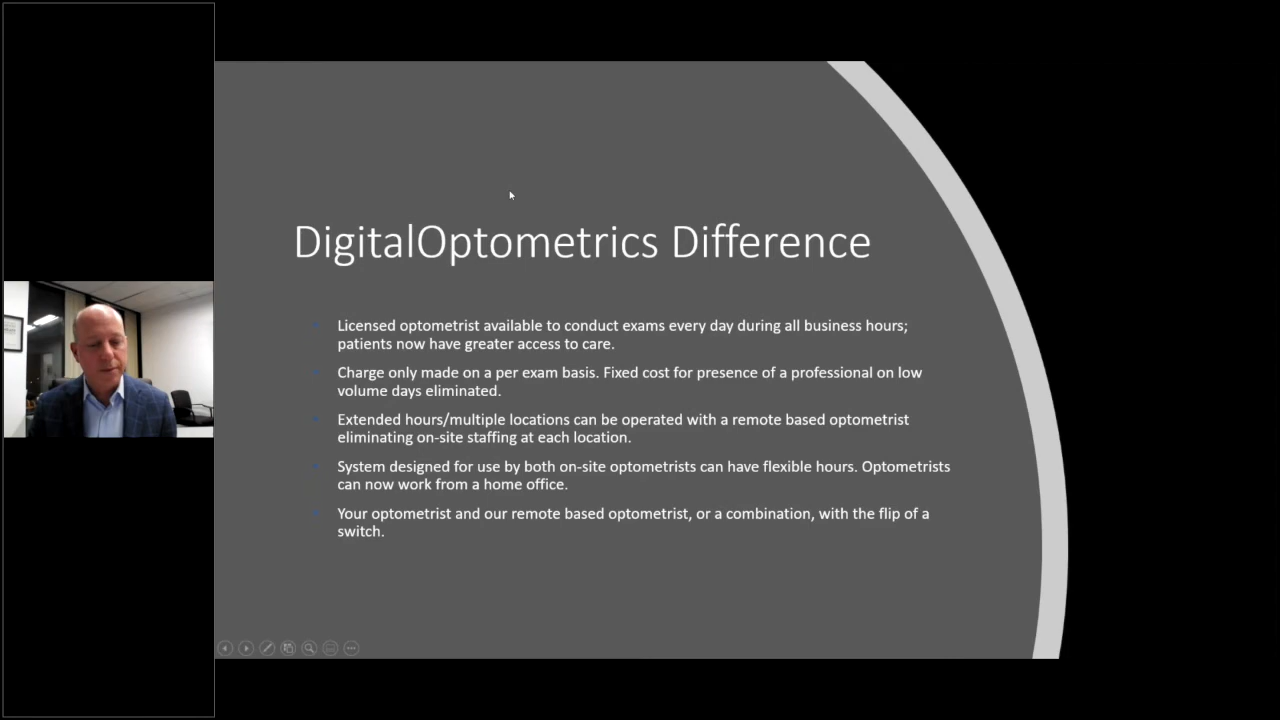 DigitalOptometrics Difference
Licensed optometrist available to conduct exams every day during all business hours;
patients now have greater access to care.
Charge only made on a per exam basis. Fixed cost for presence of a professional on low
volume days eliminated.
Extended hours/multiple locations can be operated with a remote based optometrist
eliminating on-site staffing at each location.
System designed for use by both on-site optometrists can have flexible hours. Optometrists
can now work from a home office.
Your optometrist and our remote based optometrist, or a combination, with the flip of a
switch.